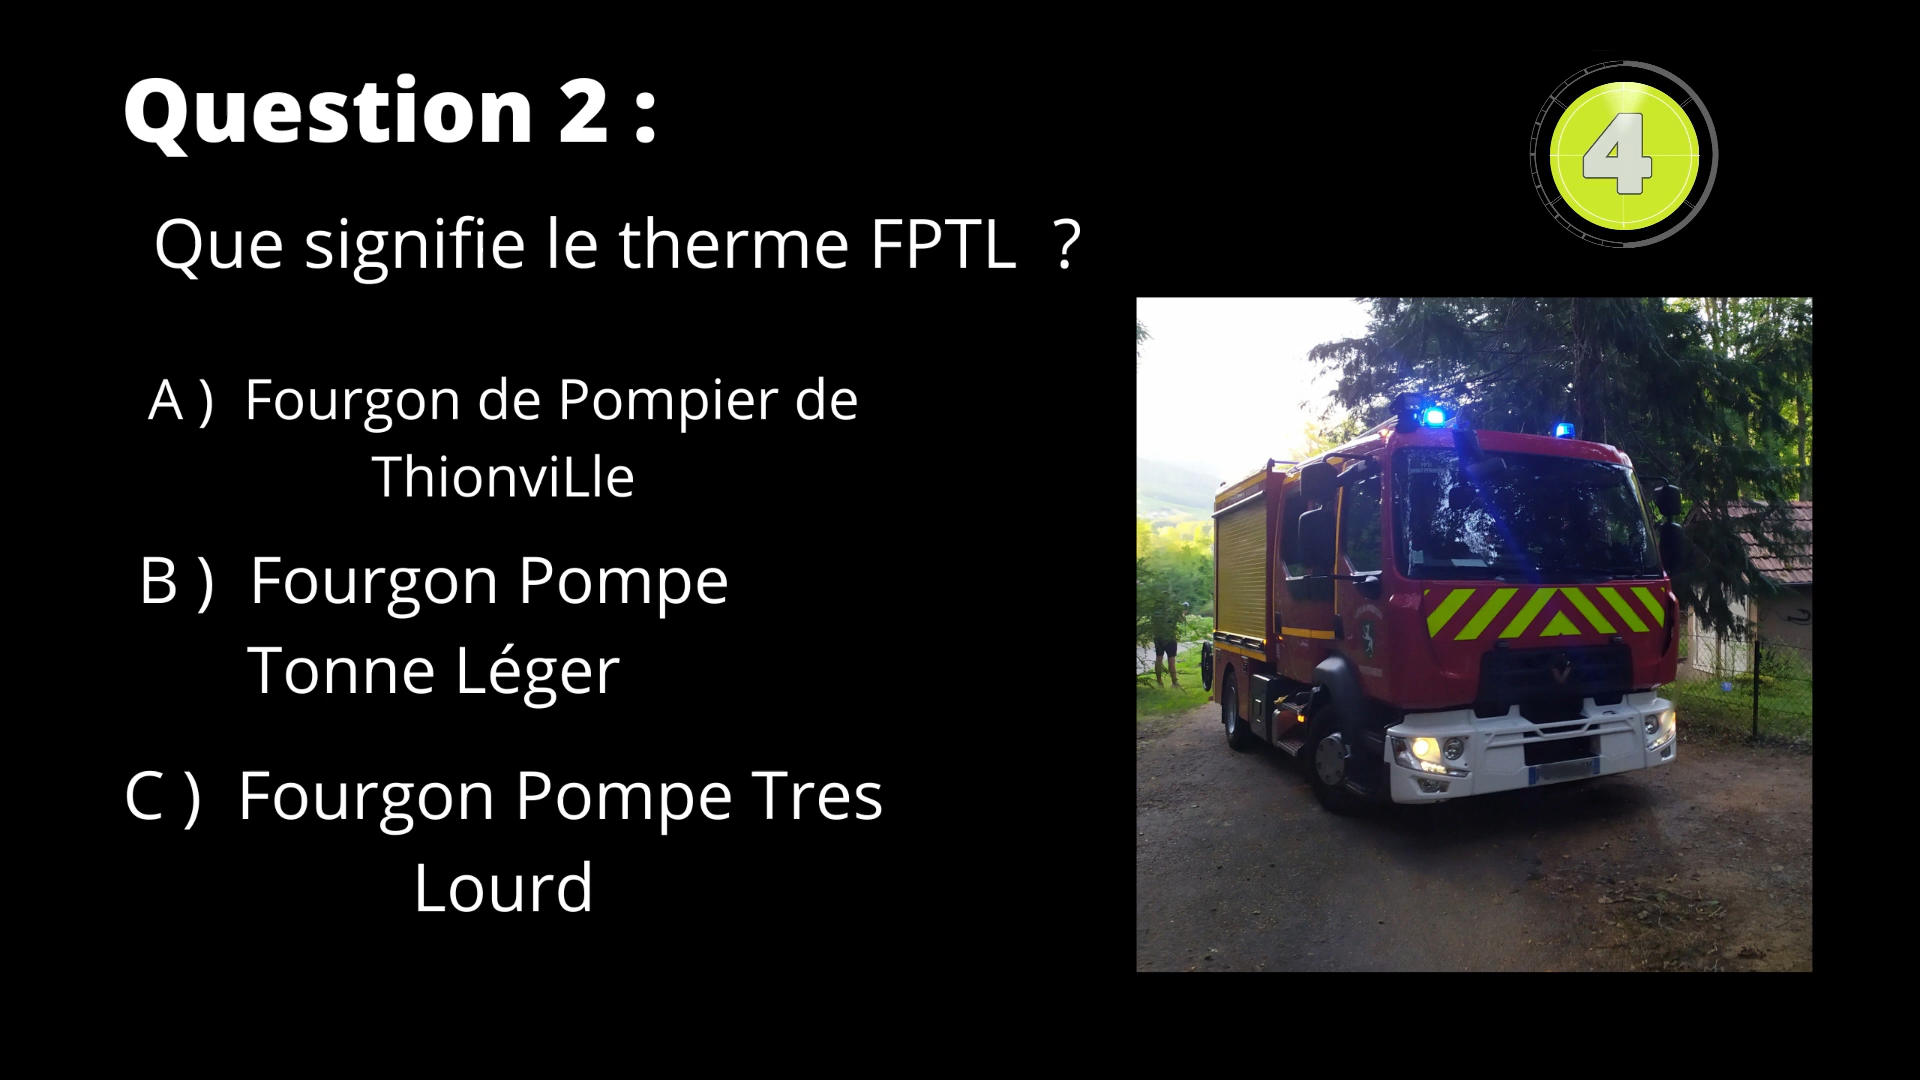 Question 2 :
4
Que signifie le therme FPTL ?
A ) Fourgon de Pompier de
ThionviLle
B ) Fourgon Pompe
Tonne Léger
C ) Fourgon Pompe Tres
Lourd